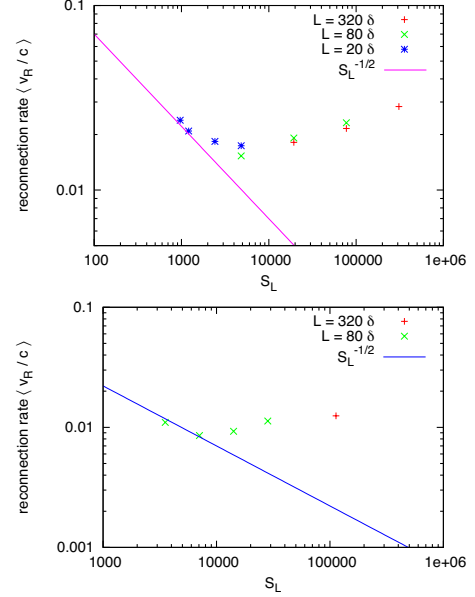 0.1
0.01
reconnection rate ⟨ v_R / c ⟩
L = 320 δ
L = 80 δ
L = 20 δ
S_L^-1/2
100 1000 10000 100000 1e+06
S_L
0.1
0.01
0.001
reconnection rate ⟨ v_R / c ⟩
L = 320 δ
L = 80 δ
S_L^-1/2
1000 10000 100000 1e+06
S_L